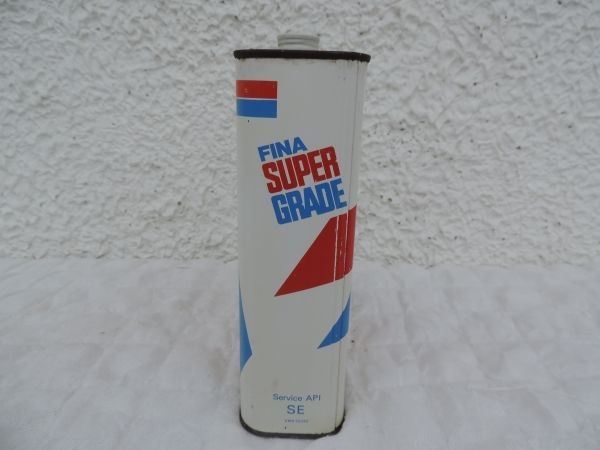 FINA
SUPER
GRADE
Service API
SE